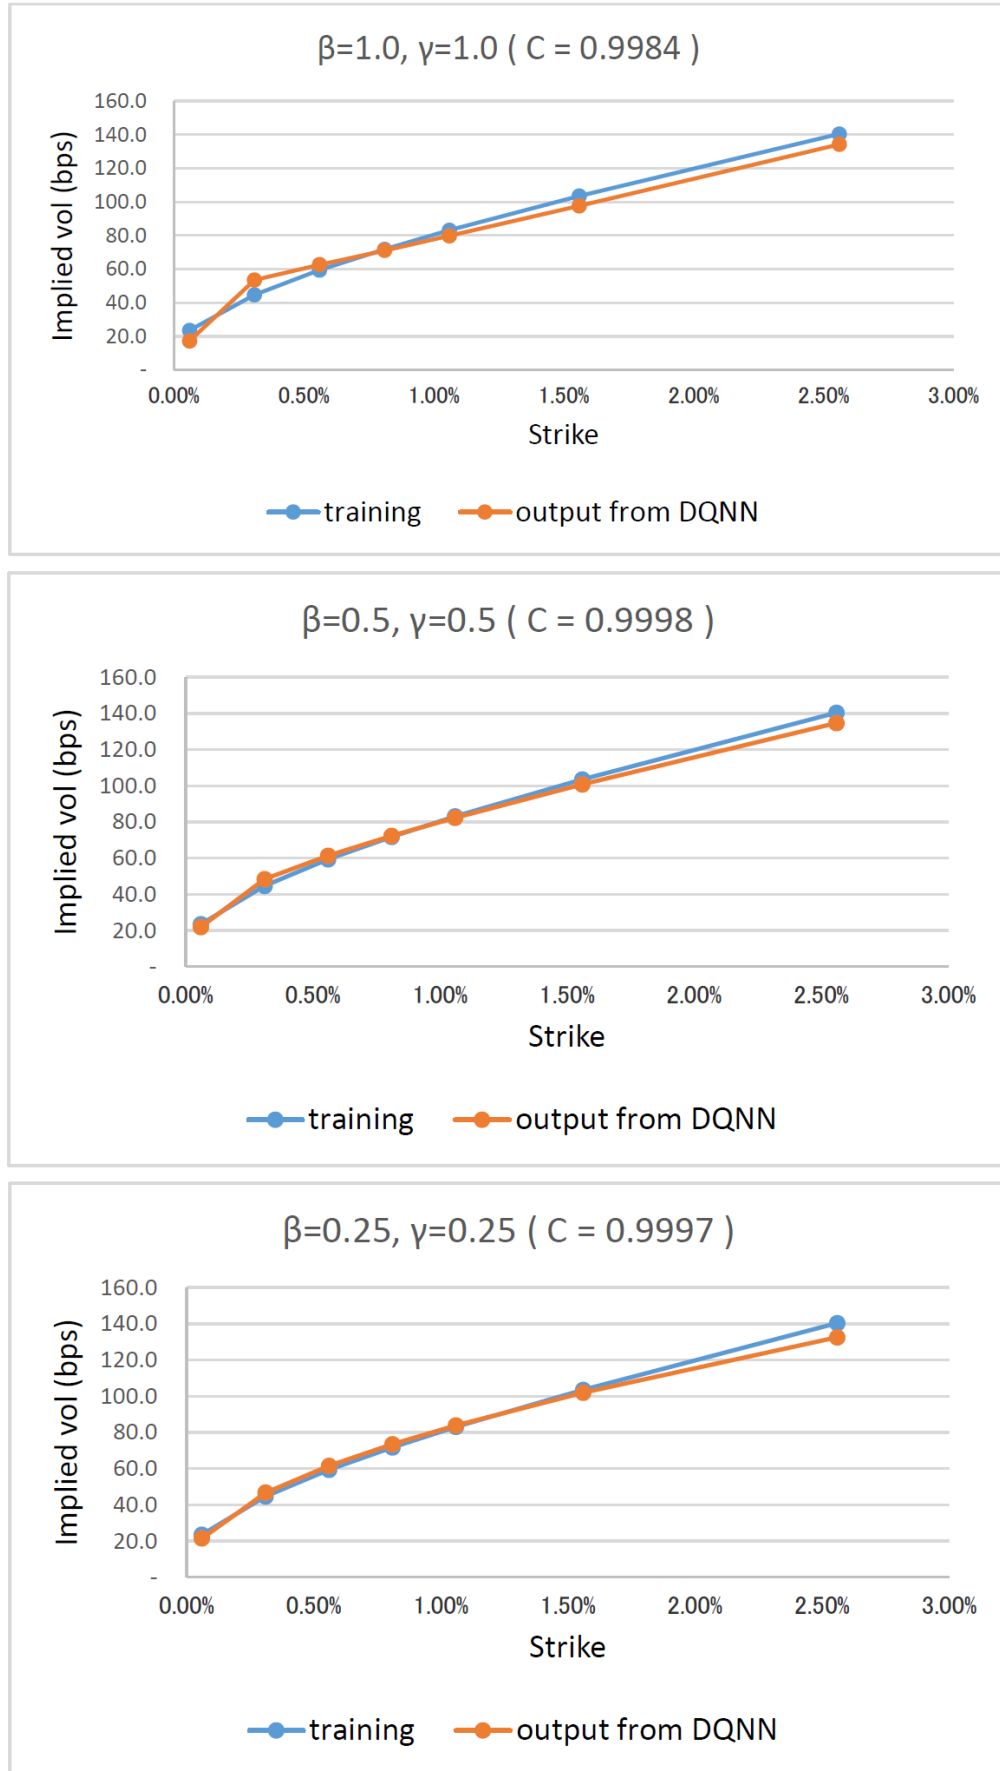 β=1.0, γ=1.0 ( C = 0.9984 )
160.0
140.0
120.0
100.0
80.0
60.0
40.0
20.0
-
Implied vol (bps)
0.00% 0.50% 1.00% 1.50% 2.00% 2.50% 3.00%
Strike
training output from DQNN
β=0.5, γ=0.5 ( C = 0.9998 )
160.0
140.0
120.0
100.0
80.0
60.0
40.0
20.0
-
Implied vol (bps)
0.00% 0.50% 1.00% 1.50% 2.00% 2.50% 3.00%
Strike
training output from DQNN
β=0.25, γ=0.25 ( C = 0.9997 )
160.0
140.0
120.0
100.0
80.0
60.0
40.0
20.0
-
Implied vol (bps)
0.00% 0.50% 1.00% 1.50% 2.00% 2.50% 3.00%
Strike
training output from DQNN